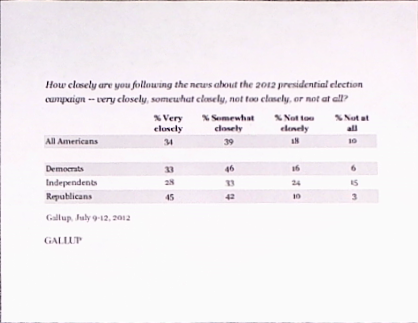 How closely are you following the news about the 2012 presidential election
campaign -- very closely, somewhat closely, not too closely, or not at all?
% Very closely % Somewhat closely % Not too closely % Not at all
All Americans 34 39 18 10
Democrats 33 46 16 6
Independents 28 33 24 15
Republicans 45 42 10 3
Gallup, July 9-12, 2012
GALLUP